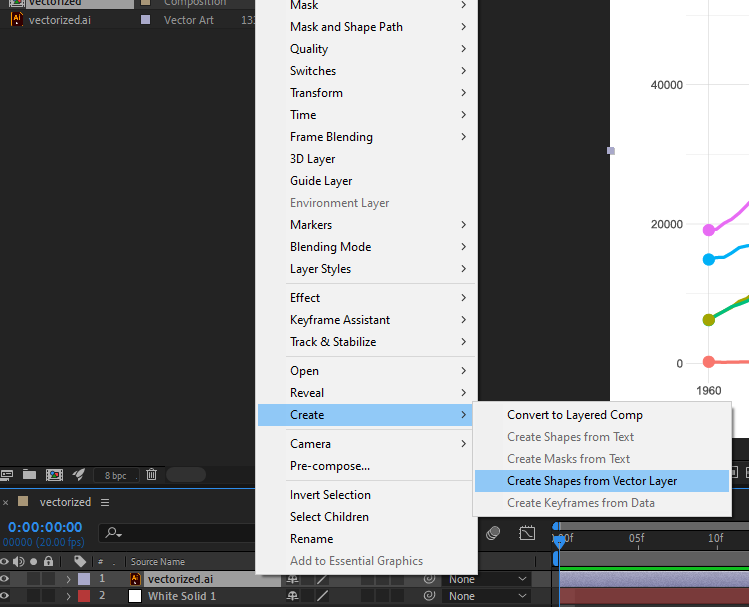 vectorized
Composition
vectorized.ai
Vector Art
Mask
Mask and Shape Path
Quality
Switches
Transform
Time
Frame Blending
3D Layer
Guide Layer
Environment Layer
Markers
Blending Mode
Layer Styles
Effect
Keyframe Assistant
Track & Stabilize
Open
Reveal
Create
Camera
Pre-compose...
Invert Selection
Select Children
Rename
Add to Essential Graphics
Convert to Layered Comp
Create Shapes from Text
Create Masks from Text
Create Shapes from Vector Layer
Create Keyframes from Data
40000
20000
0
1960
8 bpc
× vectorized
0:00:00:00
00000 (20.00 fps)
05f
10f
# Source Name
1 Ai vectorized.ai None
2 White Solid 1 None